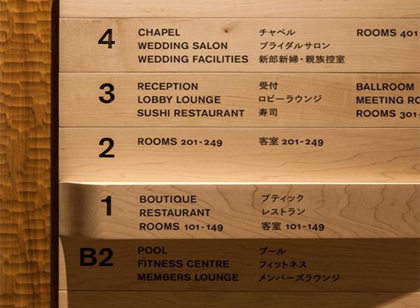 4 CHAPEL チャペル ROOMS 401
WEDDING SALON ブライダルサロン
WEDDING FACILITIES 新郎新婦・親族控室
3 RECEPTION 受付 BALLROOM
LOBBY LOUNGE ロビーラウンジ MEETING RO
SUSHI RESTAURANT 寿司 ROOMS 301-
2 ROOMS 201-249 客室 201-249
1 BOUTIQUE ブティック
RESTAURANT レストラン
ROOMS 101-149 客室 101-149
B2 POOL プール
FITNESS CENTRE フィットネス
MEMBERS LOUNGE メンバーズラウンジ